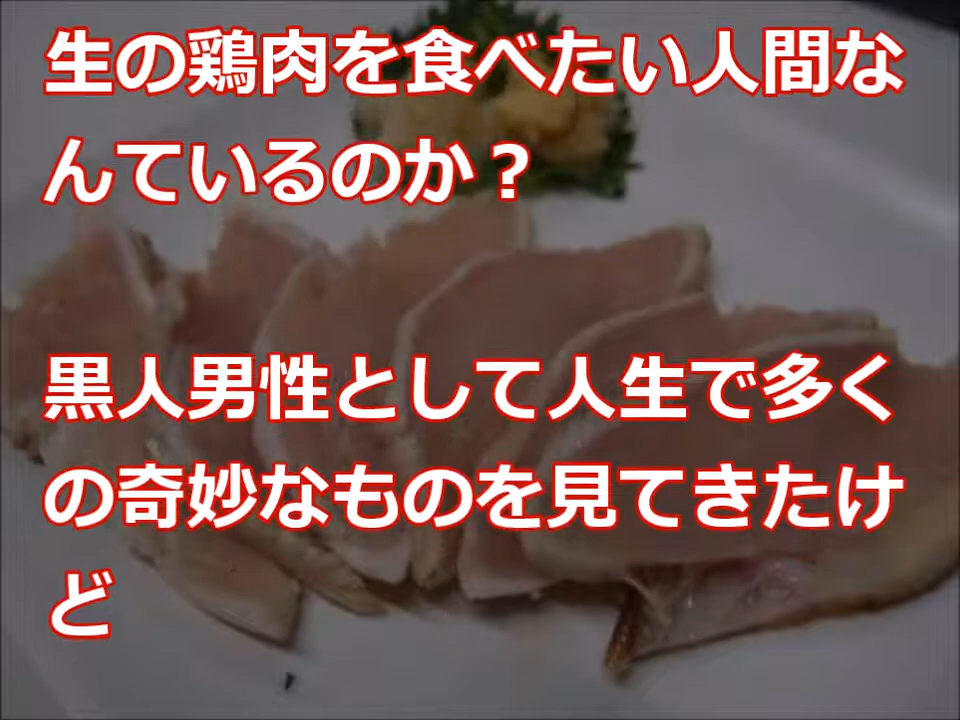 生の鶏肉を食べたい人間な
んているのか？
黒人男性として人生で多く
の奇妙なものを見てきたけ
ど